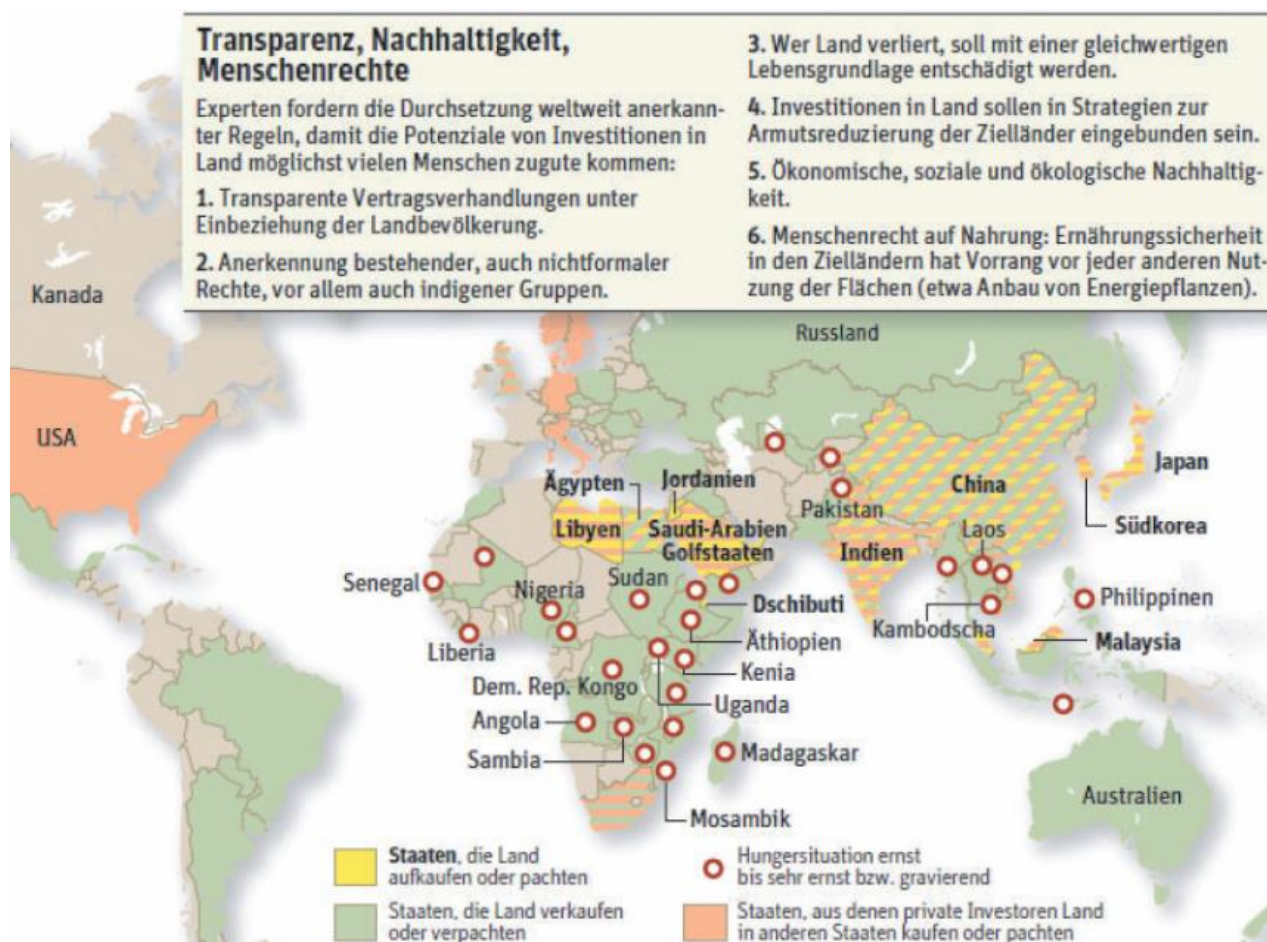 Transparenz, Nachhaltigkeit,
Menschenrechte
Experten fordern die Durchsetzung weltweit anerkann-
ter Regeln, damit die Potenziale von Investitionen in
Land möglichst vielen Menschen zugute kommen:
1. Transparente Vertragsverhandlungen unter
Einbeziehung der Landbevölkerung.
2. Anerkennung bestehender, auch nichtformaler
Rechte, vor allem auch indigener Gruppen.
3. Wer Land verliert, soll mit einer gleichwertigen
Lebensgrundlage entschädigt werden.
4. Investitionen in Land sollen in Strategien zur
Armutsreduzierung der Zielländer eingebunden sein.
5. Ökonomische, soziale und ökologische Nachhaltig-
keit.
6. Menschenrecht auf Nahrung: Ernährungssicherheit
in den Zielländern hat Vorrang vor jeder anderen Nut-
zung der Flächen (etwa Anbau von Energiepflanzen).
Kanada
Russland
USA
Ägypten
Jordanien
Pakistan
China
Japan
Libyen
Saudi-Arabien
Golfstaaten
Indien
Laos
Südkorea
Senegal
Nigeria
Sudan
Dschibuti
Kambodscha
Philippinen
Liberia
Äthiopien
Malaysia
Kenia
Dem. Rep. Kongo
Uganda
Angola
Sambia
Madagaskar
Mosambik
Australien
Staaten, die Land
aufkaufen oder pachten
Hungersituation ernst
bis sehr ernst bzw. gravierend
Staaten, die Land verkaufen
oder verpachten
Staaten, aus denen private Investoren Land
in anderen Staaten kaufen oder pachten